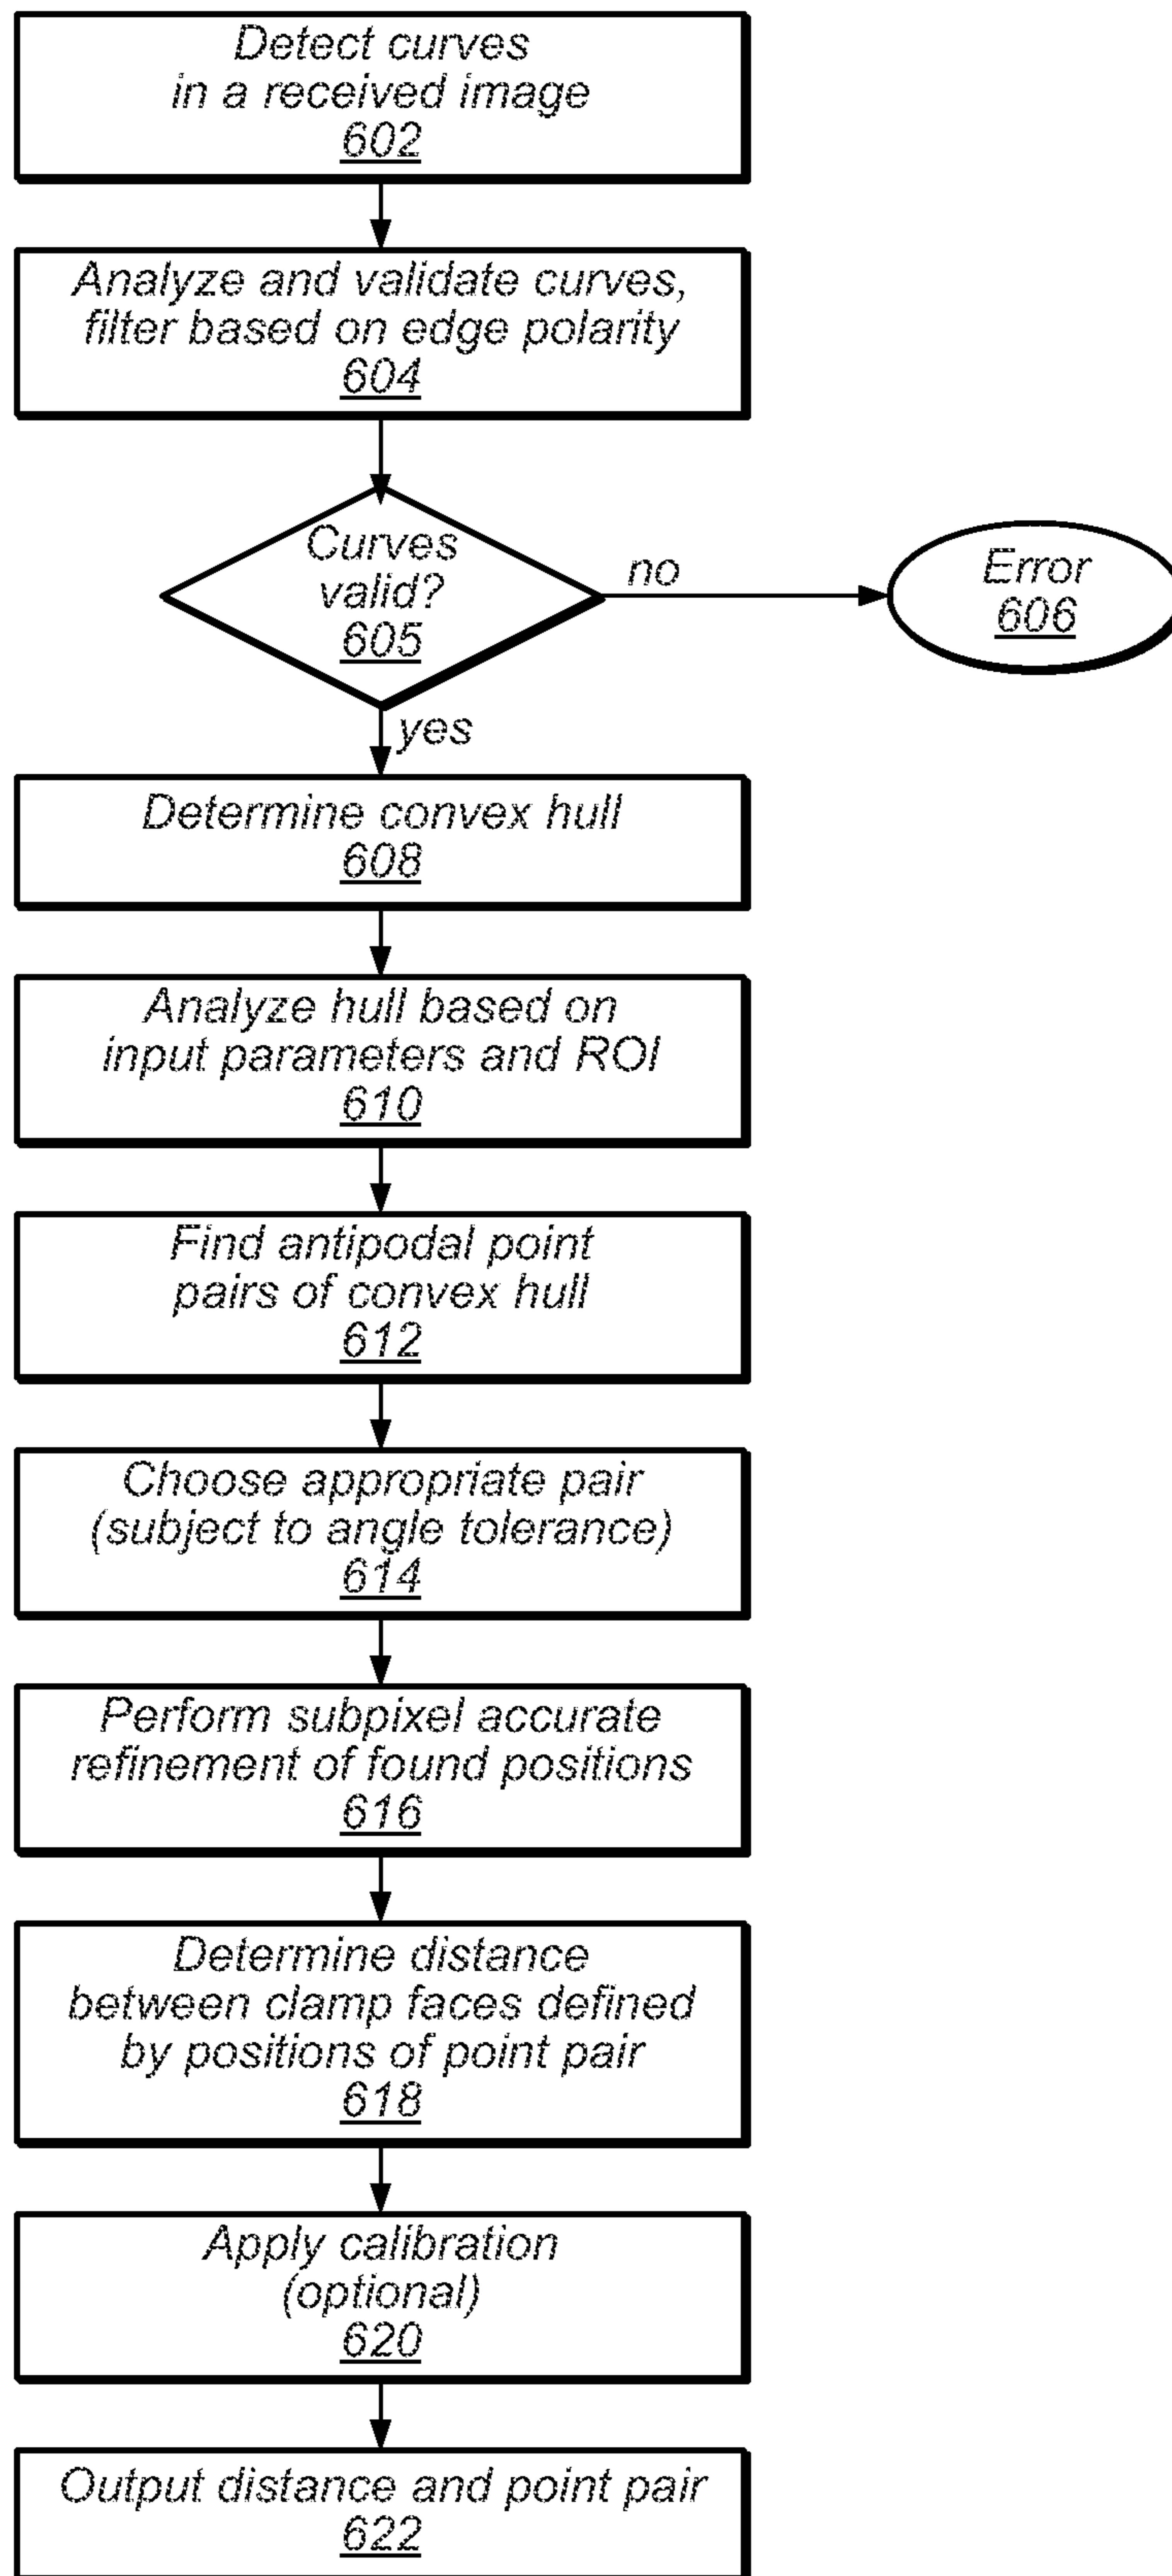 Detect curves
in a received image
602
Analyze and validate curves,
filter based on edge polarity
604
Curves
valid?
605
no
Error
606
yes
Determine convex hull
608
Analyze hull based on
input parameters and ROI
610
Find antipodal point
pairs of convex hull
612
Choose appropriate pair
(subject to angle tolerance)
614
Perform subpixel accurate
refinement of found positions
616
Determine distance
between clamp faces defined
by positions of point pair
618
Apply calibration
(optional)
620
Output distance and point pair
622